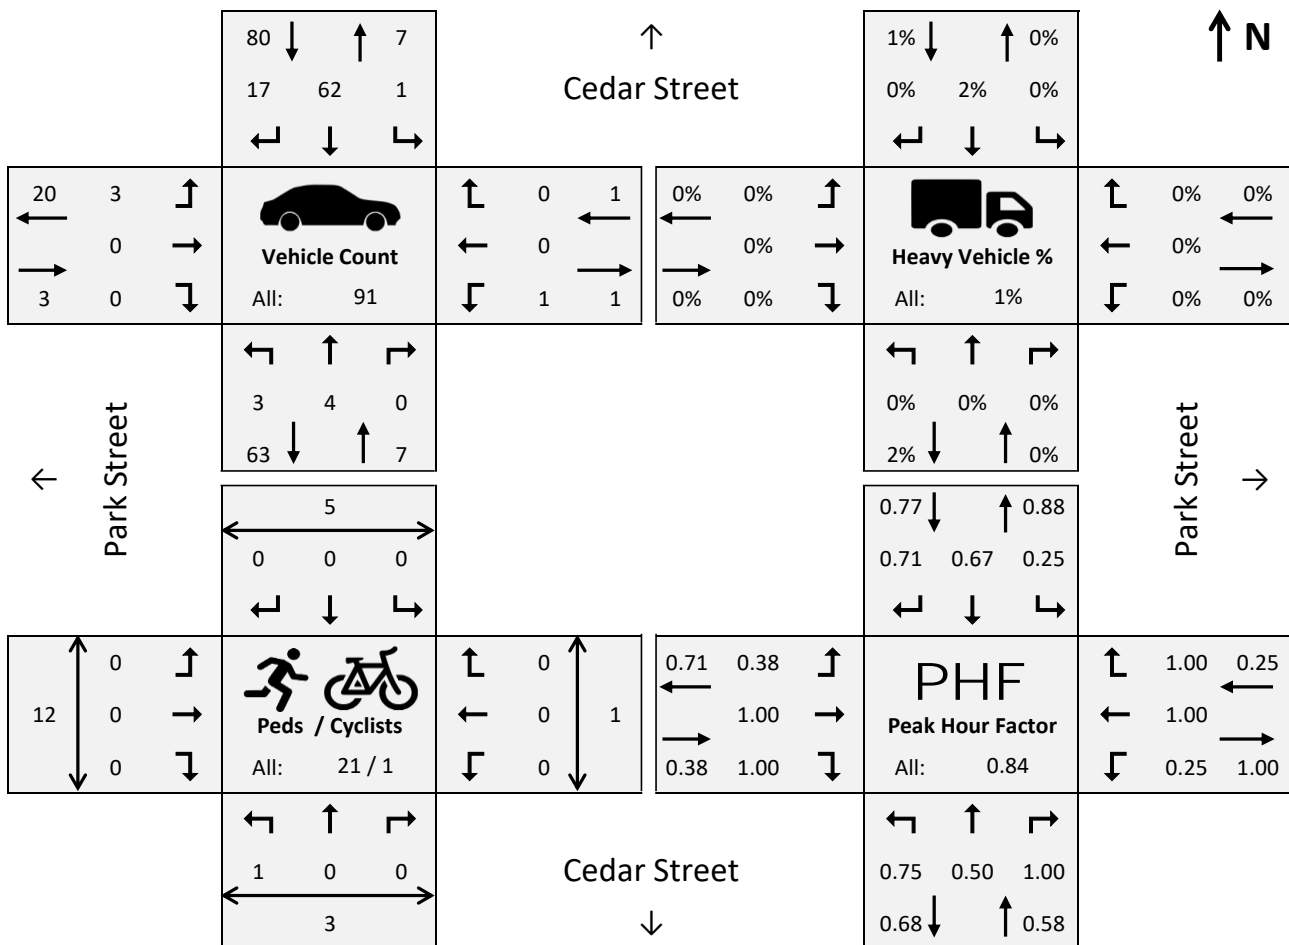 80 7 1% 0% N
17 62 1 Cedar Street 0% 2% 0%
20 3 0 1 0% 0% 0% 0%
0 0 0% 0%
Vehicle Count Heavy Vehicle %
3 0 All: 91 1 1 0% 0% All: 1% 0% 0%
3 4 0 0% 0% 0%
63 7 2% 0%
Park Street Park Street
5 0.77 0.88
0 0 0 0.71 0.67 0.25
0 0 0.71 0.38 PHF 1.00 0.25
12 0 0 1 1.00 1.00
Peds / Cyclists Peak Hour Factor
0 All: 21 / 1 0 0.38 1.00 All: 0.84 0.25 1.00
1 0 0 Cedar Street 0.75 0.50 1.00
3 0.68 0.58